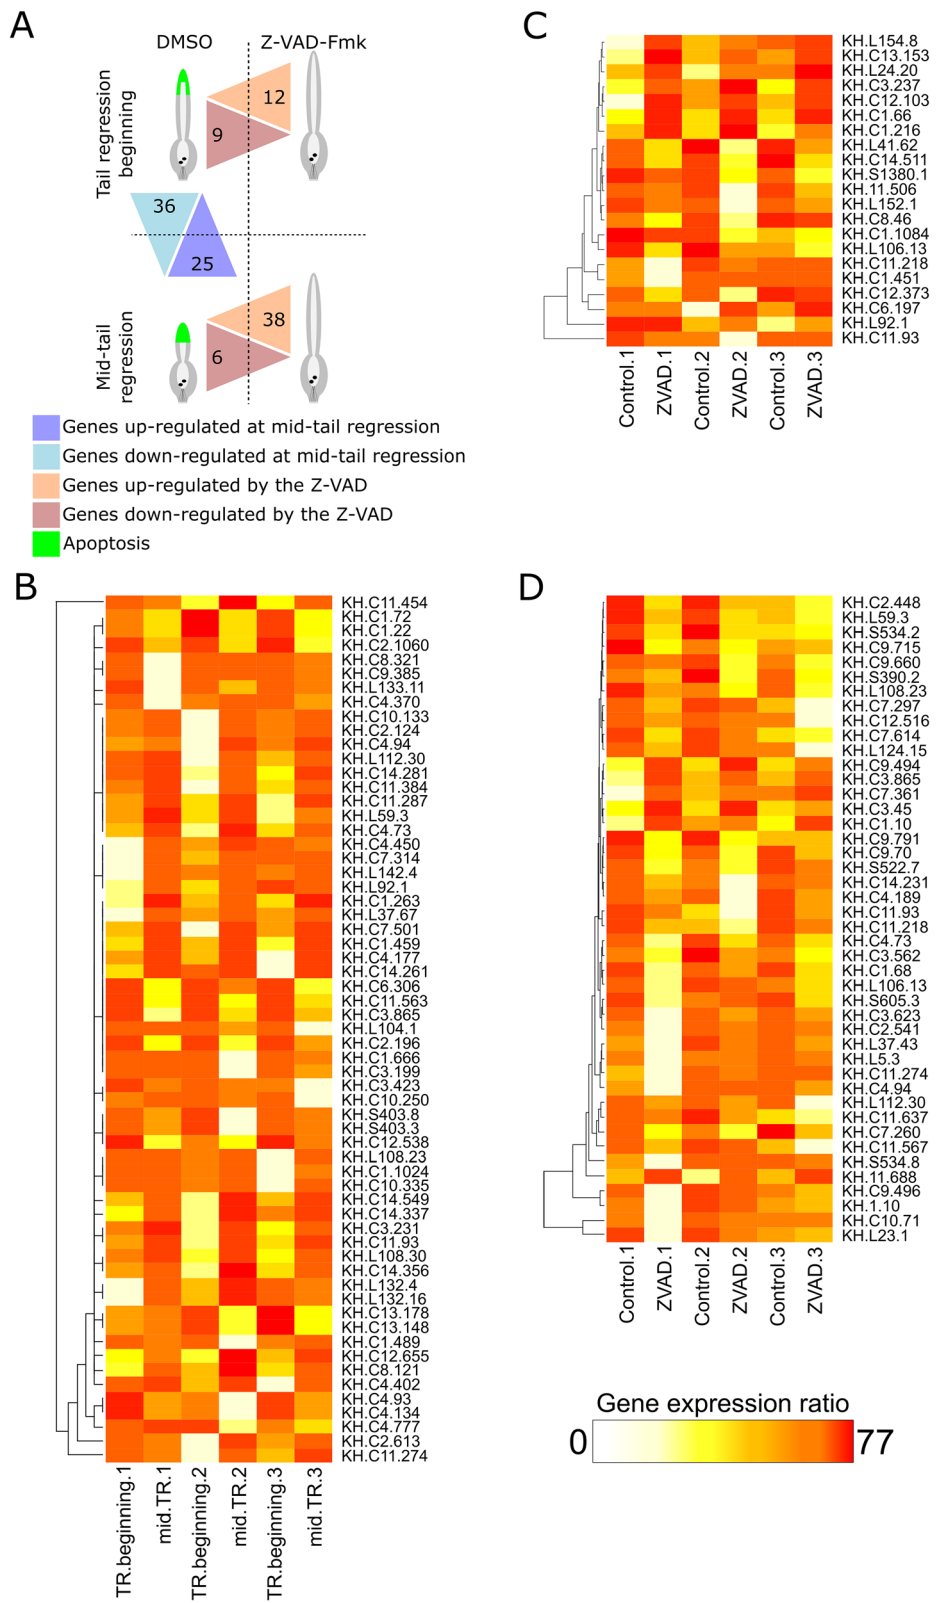 A
DMSO
Z-VAD-Fmk
Tail regression
beginning
12
9
36
25
Mid-tail
regression
38
6
Genes up-regulated at mid-tail regression
Genes down-regulated at mid-tail regression
Genes up-regulated by the Z-VAD
Genes down-regulated by the Z-VAD
Apoptosis
B
KH.C11.454
KH.C1.72
KH.C1.22
KH.C2.1060
KH.C8.321
KH.C9.385
KH.L133.11
KH.C4.370
KH.C10.133
KH.C2.124
KH.C4.94
KH.L112.30
KH.C14.281
KH.C11.384
KH.C11.287
KH.L59.3
KH.C4.73
KH.C4.450
KH.C7.314
KH.L142.4
KH.L92.1
KH.C1.263
KH.L37.67
KH.C7.501
KH.C1.459
KH.C4.177
KH.C14.261
KH.C6.306
KH.C11.563
KH.C3.865
KH.L104.1
KH.C2.196
KH.C1.666
KH.C3.199
KH.C3.423
KH.C10.250
KH.S403.8
KH.S403.3
KH.C12.538
KH.L108.23
KH.C1.1024
KH.C10.335
KH.C14.549
KH.C14.337
KH.C3.231
KH.C11.93
KH.L108.30
KH.C14.356
KH.L132.4
KH.L132.16
KH.C13.178
KH.C13.148
KH.C1.489
KH.C12.655
KH.C8.121
KH.C4.402
KH.C4.93
KH.C4.134
KH.C4.777
KH.C2.613
KH.C11.274
TR.beginning.1
mid.TR.1
TR.beginning.2
mid.TR.2
TR.beginning.3
mid.TR.3
C
KH.L154.8
KH.C13.153
KH.L24.20
KH.C3.237
KH.C12.103
KH.C1.66
KH.C1.216
KH.L41.62
KH.C14.511
KH.S1380.1
KH.11.506
KH.L152.1
KH.C8.46
KH.C1.1084
KH.L106.13
KH.C11.218
KH.C1.451
KH.C12.373
KH.C6.197
KH.L92.1
KH.C11.93
Control.1
ZVAD.1
Control.2
ZVAD.2
Control.3
ZVAD.3
D
KH.C2.448
KH.L59.3
KH.S534.2
KH.C9.715
KH.C9.660
KH.S390.2
KH.L108.23
KH.C7.297
KH.C12.516
KH.C7.614
KH.L124.15
KH.C9.494
KH.C3.865
KH.C7.361
KH.C3.45
KH.C1.10
KH.C9.791
KH.C9.70
KH.S522.7
KH.C14.231
KH.C4.189
KH.C11.93
KH.C11.218
KH.C4.73
KH.C3.562
KH.C1.68
KH.L106.13
KH.S605.3
KH.C3.623
KH.C2.541
KH.L37.43
KH.L5.3
KH.C11.274
KH.C4.94
KH.L112.30
KH.C11.637
KH.C7.260
KH.C11.567
KH.S534.8
KH.11.688
KH.C9.496
KH.1.10
KH.C10.71
KH.L23.1
Control.1
ZVAD.1
Control.2
ZVAD.2
Control.3
ZVAD.3
Gene expression ratio
0
77